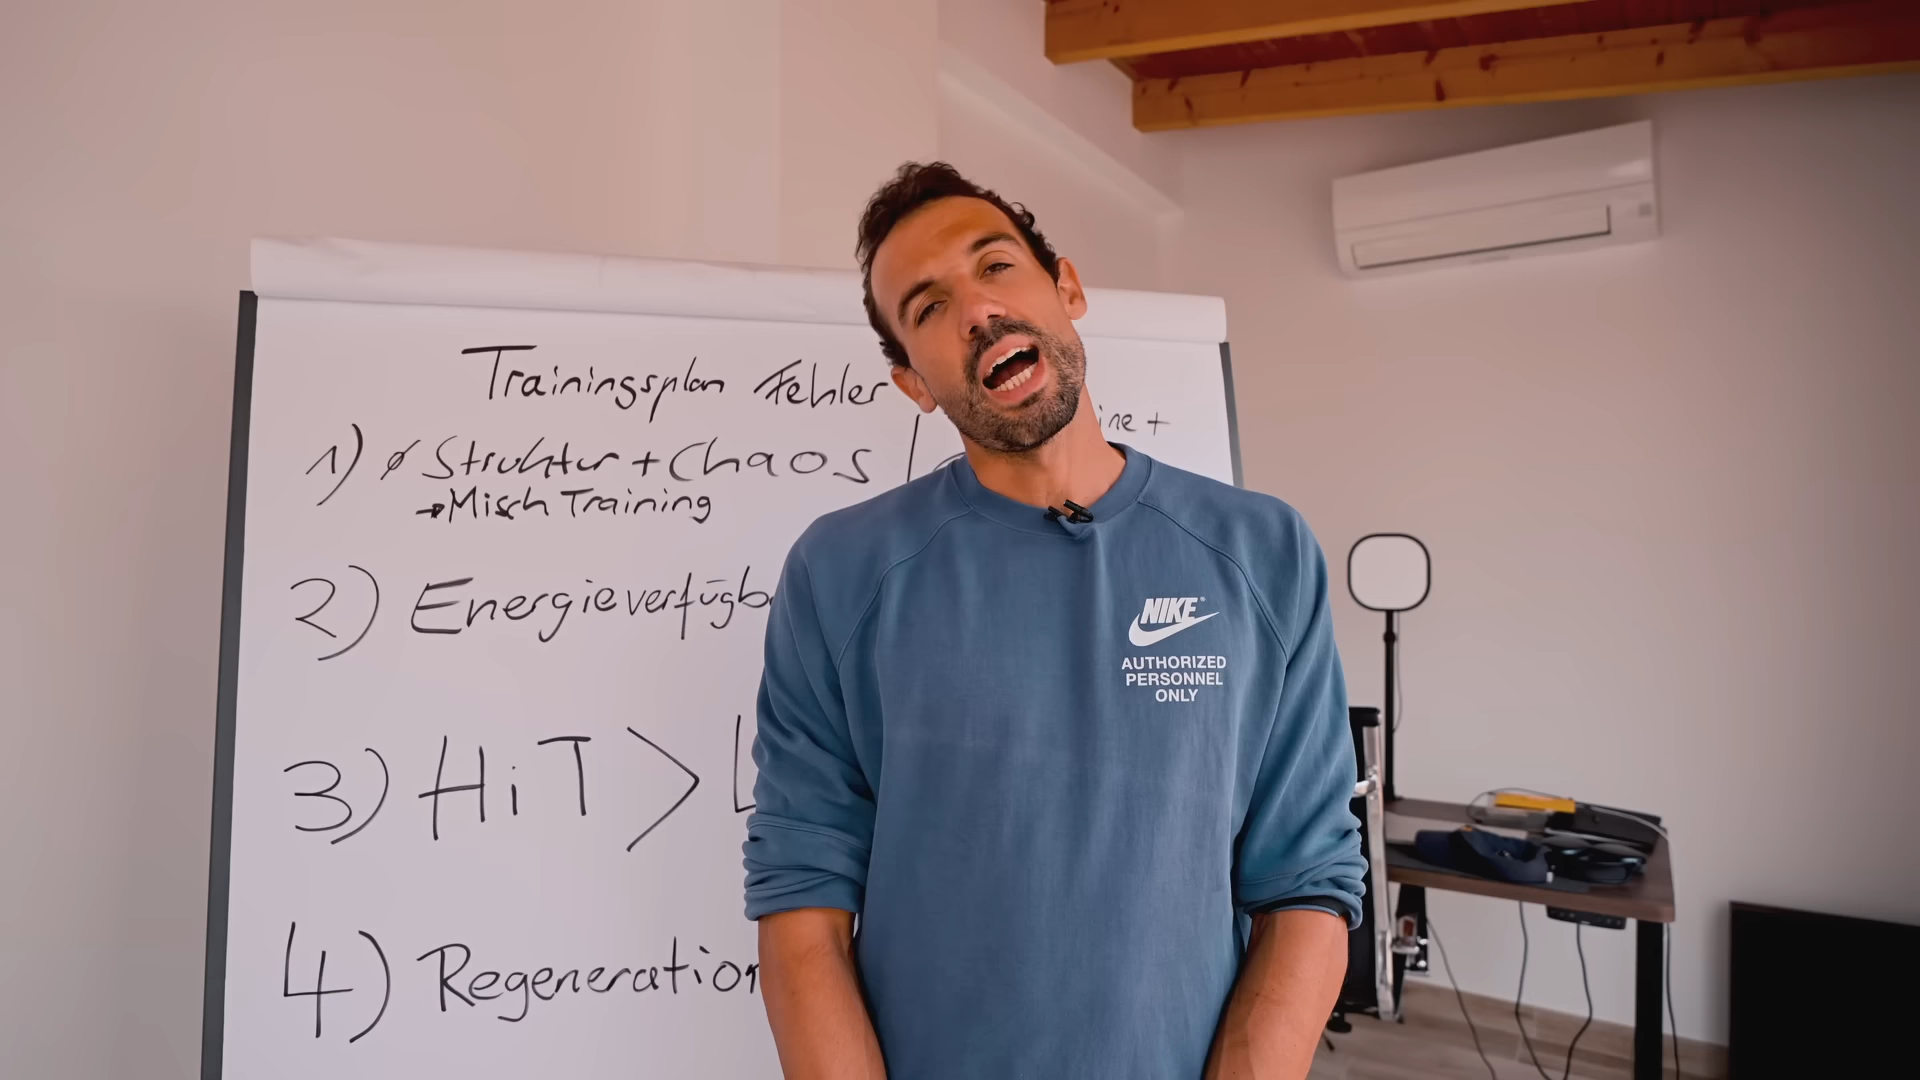 Trainingsplan Fehler
1) Ø Struktur + Chaos
→ Misch Training
2) Energieverfügb
3) HiT >
4) Regeneration
NIKE
AUTHORIZED
PERSONNEL
ONLY